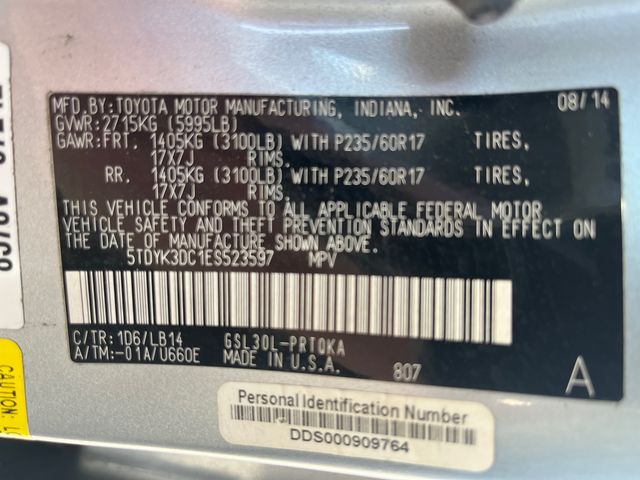 MFD.BY:TOYOTA MOTOR MANUFACTURING, INDIANA, INC. 08/14
GVWR:2715KG (5995LB)
GAWR:FRT. 1405KG (3100LB) WITH P235/60R17 TIRES,
17X7J RIMS.
RR. 1405KG (3100LB) WITH P235/60R17 TIRES,
17X7J RIMS.
THIS VEHICLE CONFORMS TO ALL APPLICABLE FEDERAL MOTOR
VEHICLE SAFETY AND THEFT PREVENTION STANDARDS IN EFFECT ON
THE DATE OF MANUFACTURE SHOWN ABOVE.
5TDYK3DC1ES523597 MPV
C/TR:1D6/LB14 GSL30L-PRTQKA
A/TM:-01A/U660E MADE IN U.S.A. 807
A
Personal Identification Number
DDS000909764
CAUTION: